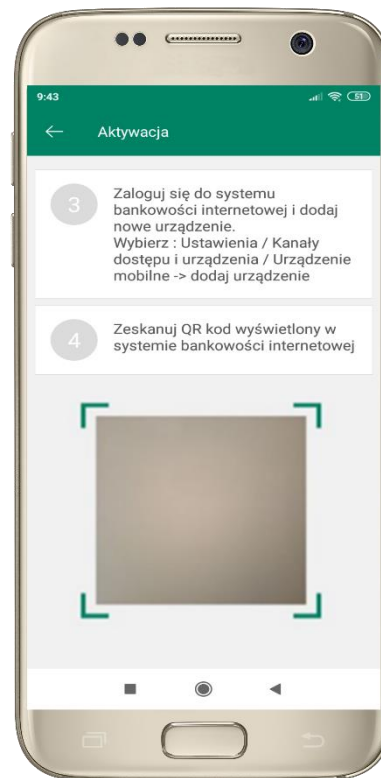 9:43
51
Aktywacja
3
Zaloguj się do systemu
bankowości internetowej i dodaj
nowe urządzenie.
Wybierz : Ustawienia / Kanały
dostępu i urządzenia / Urządzenie
mobilne -> dodaj urządzenie
4
Zeskanuj QR kod wyświetlony w
systemie bankowości internetowej